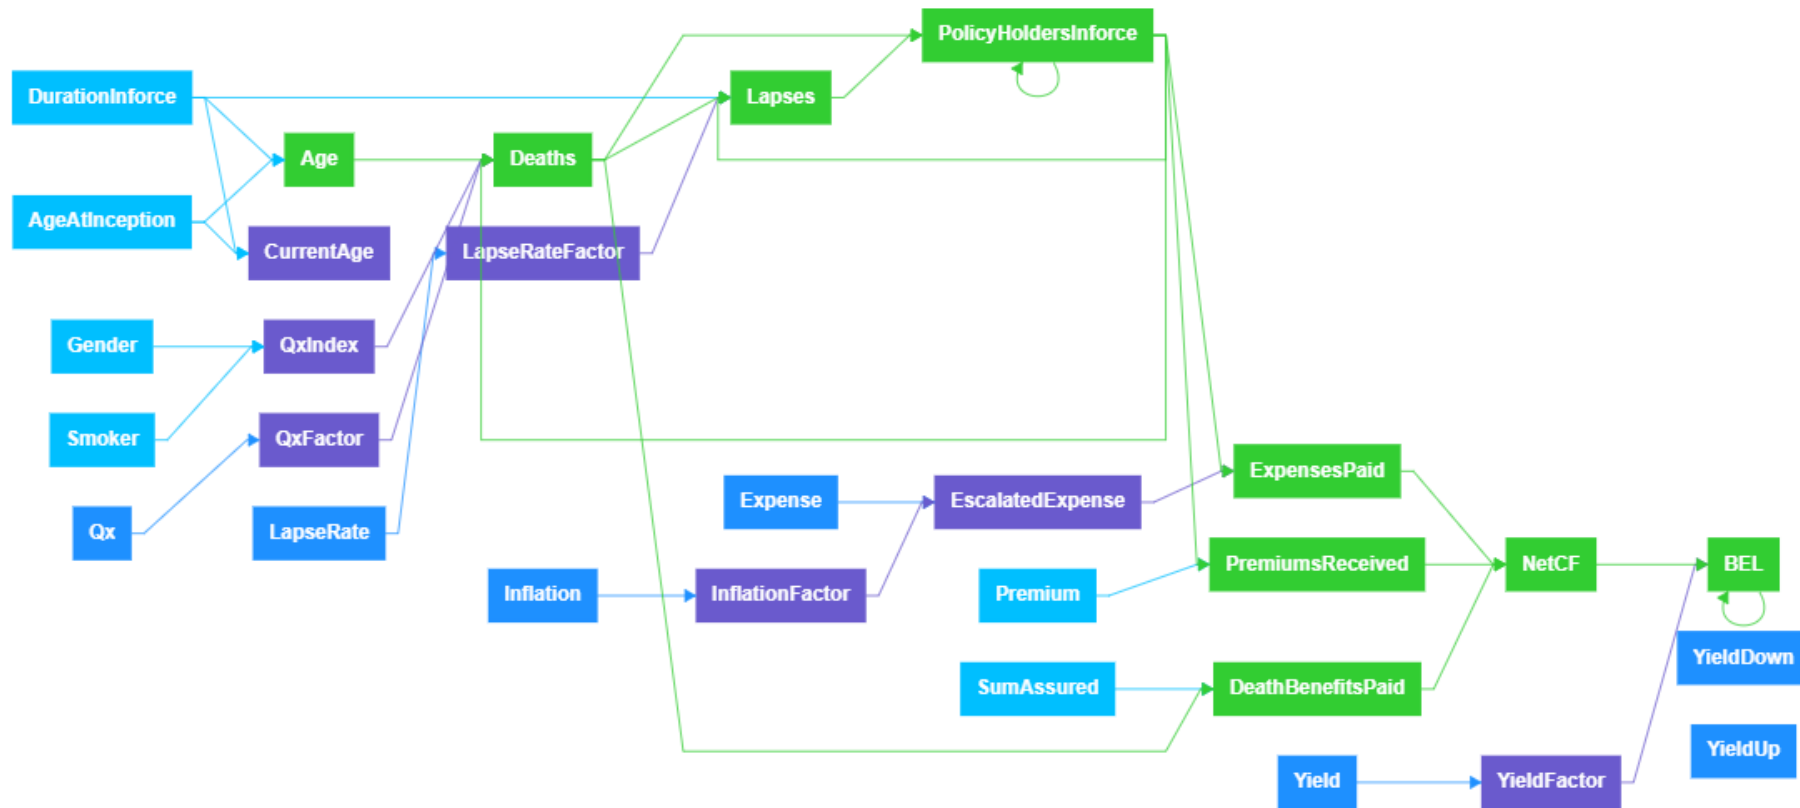 PolicyHoldersInforce
DurationInforce
Lapses
Age
Deaths
AgeAtInception
CurrentAge
LapseRateFactor
Gender
QxIndex
Smoker
QxFactor
ExpensesPaid
Expense
EscalatedExpense
Qx
LapseRate
PremiumsReceived
NetCF
BEL
Inflation
InflationFactor
Premium
YieldDown
SumAssured
DeathBenefitsPaid
YieldUp
Yield
YieldFactor